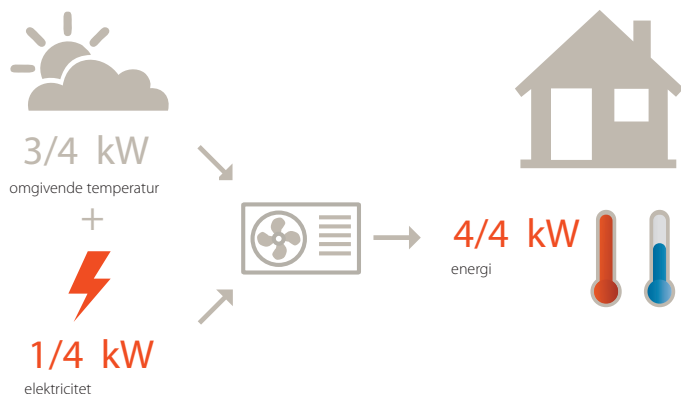 3/4 kW
omgivende temperatur
+
1/4 kW
elektricitet
4/4 kW
energi